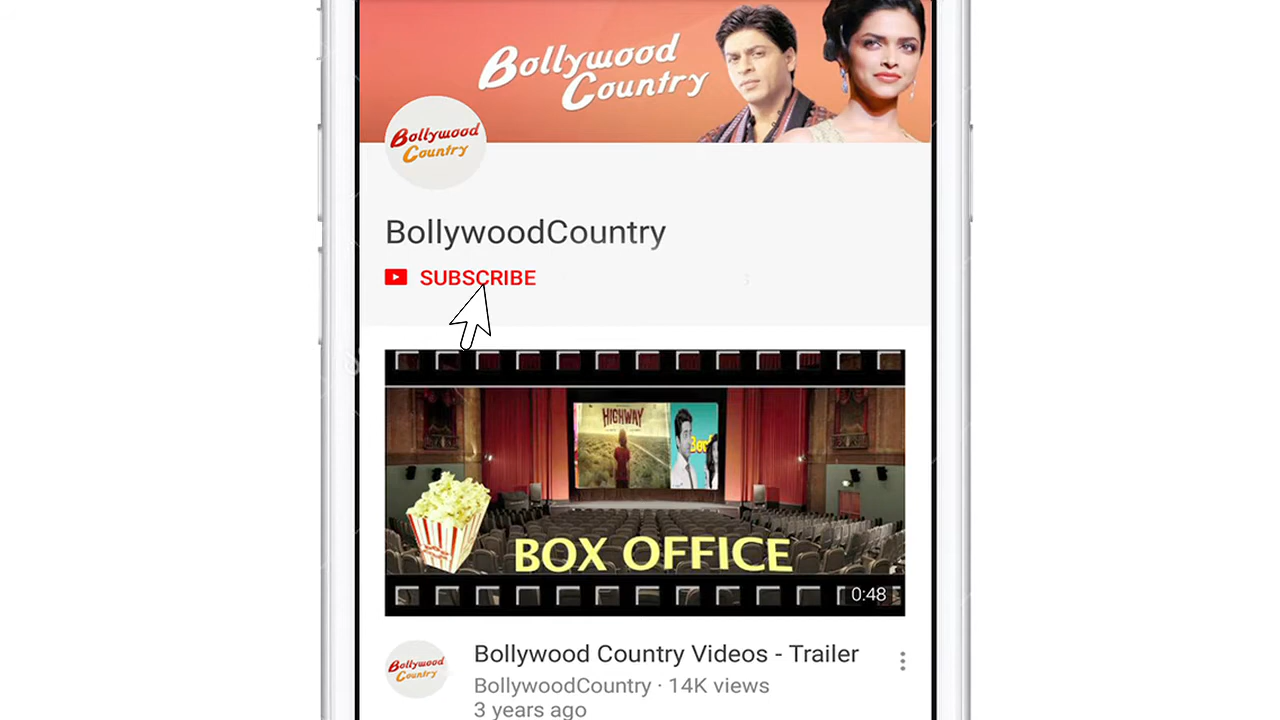 Bollywood
Country
Bollywood
Country
BollywoodCountry
SUBSCRIBE
HIGHWAY
BOX OFFICE
0:48
Bollywood
Country
Bollywood Country Videos - Trailer
BollywoodCountry · 14K views
3 years ago